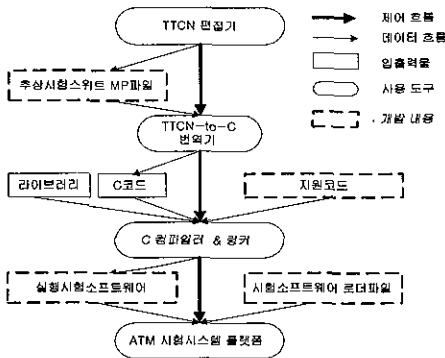 TTCN 편집기
제어 흐름
데이터 흐름
입출력물
사용 도구
개발 내용
추상시험스위트 MP파일
TTCN-to-C
번역기
라이브러리
C코드
지원코드
C 컴파일러 & 링커
실행시험소프트웨어
시험소프트웨어 로더파일
ATM 시험시스템 플랫폼